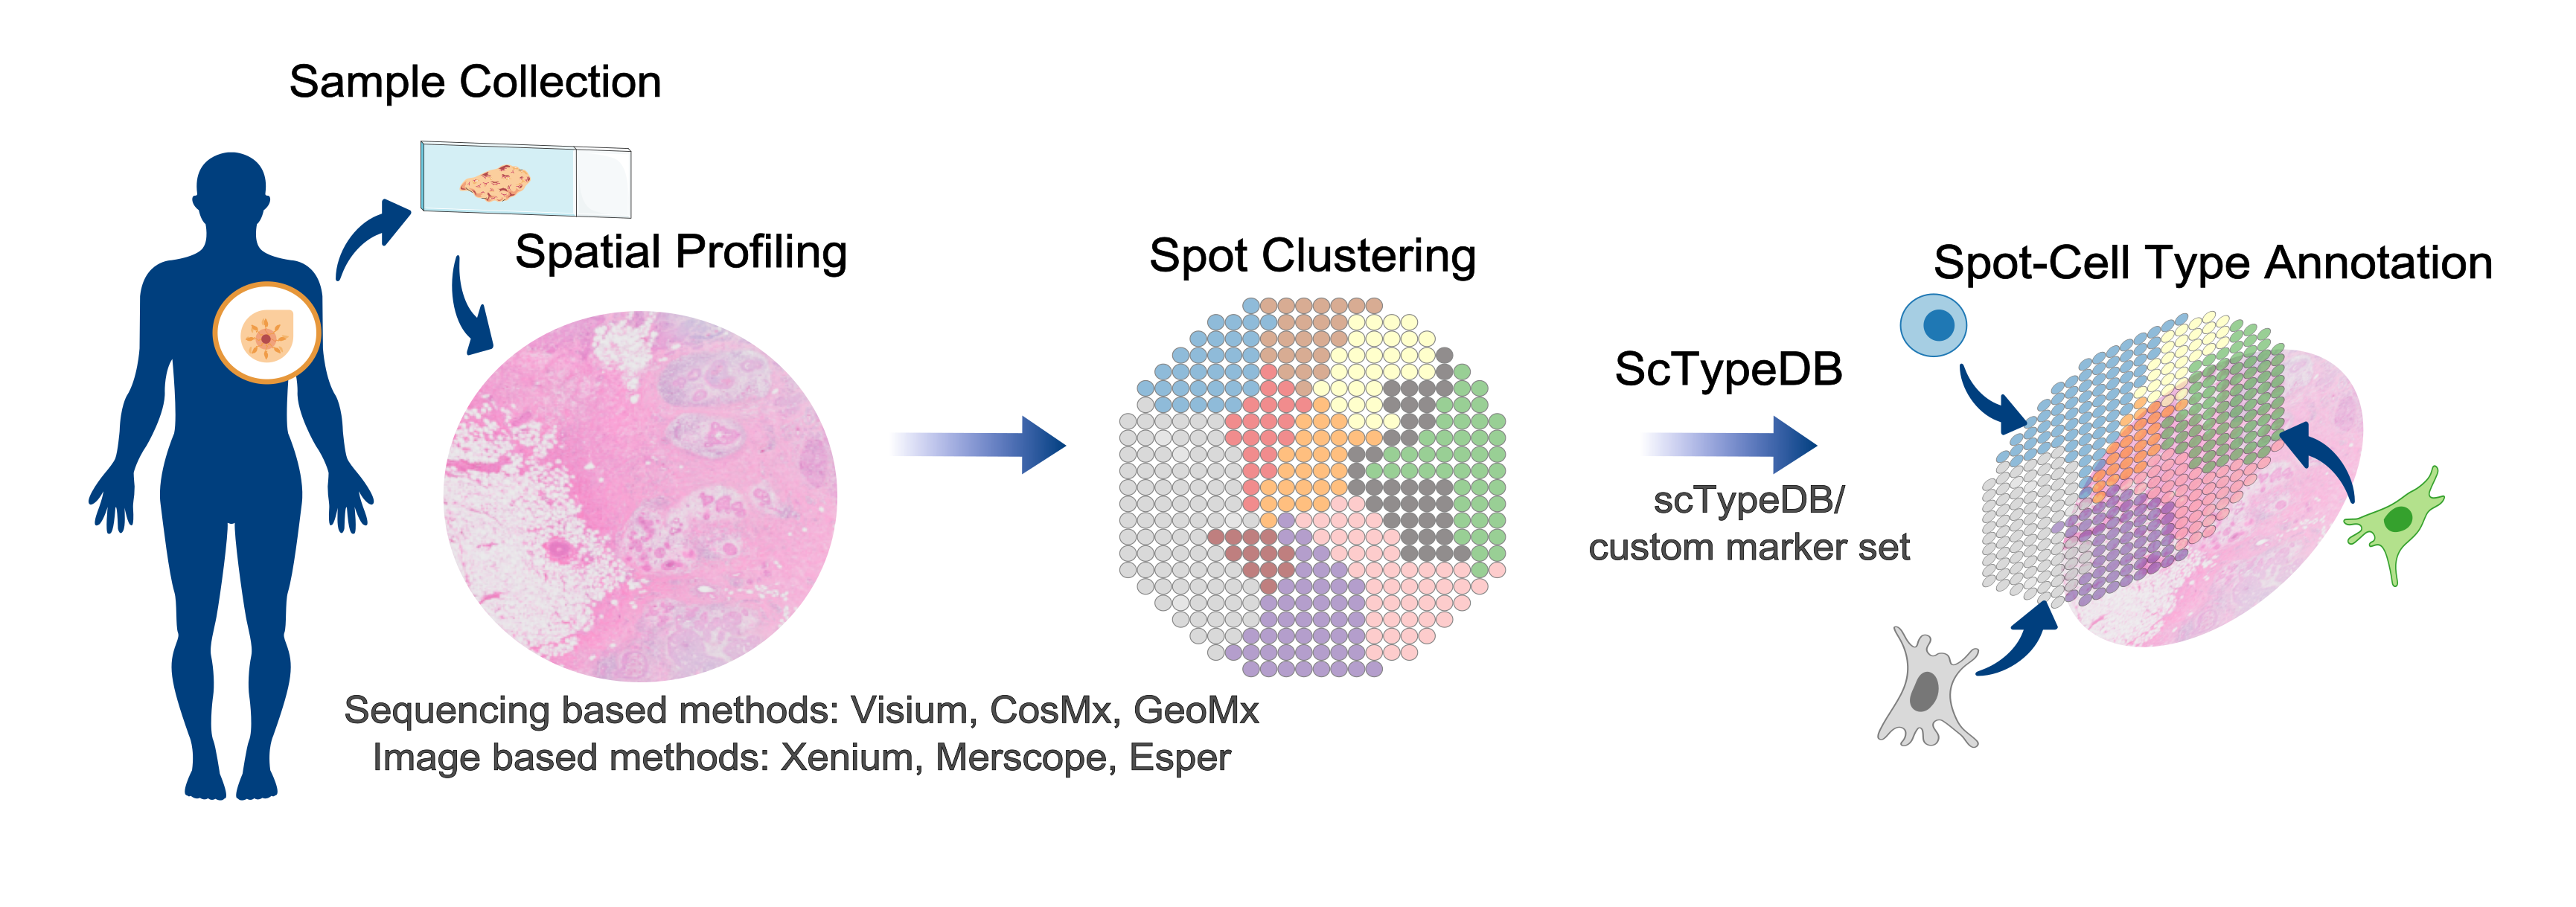 Sample Collection
Spatial Profiling
Sequencing based methods: Visium, CosMx, GeoMx
Image based methods: Xenium, Merscope, Esper
Spot Clustering
ScTypeDB
scTypeDB/
custom marker set
Spot-Cell Type Annotation